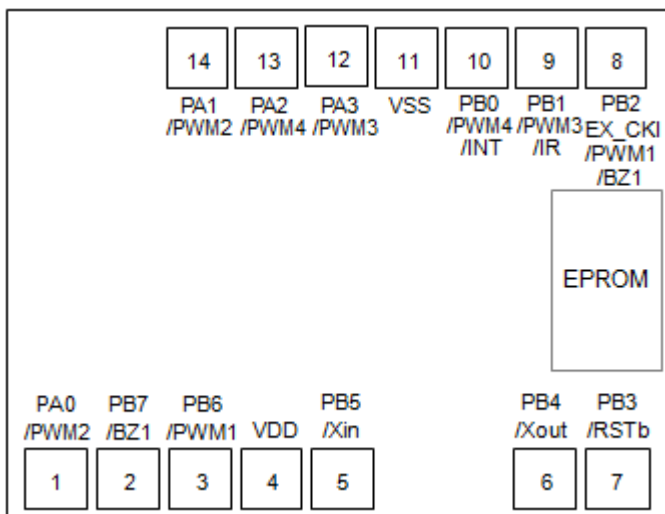 14 13 12 11 10 9 8
PA1 PA2 PA3 VSS PB0 PB1 PB2
/PWM2 /PWM4 /PWM3 /PWM4 /PWM3 EX_CKI
/INT /IR /PWM1
/BZ1
EPROM
PA0 PB7 PB6 PB5 PB4 PB3
/PWM2 /BZ1 /PWM1 VDD /Xin /Xout /RSTb
1 2 3 4 5 6 7